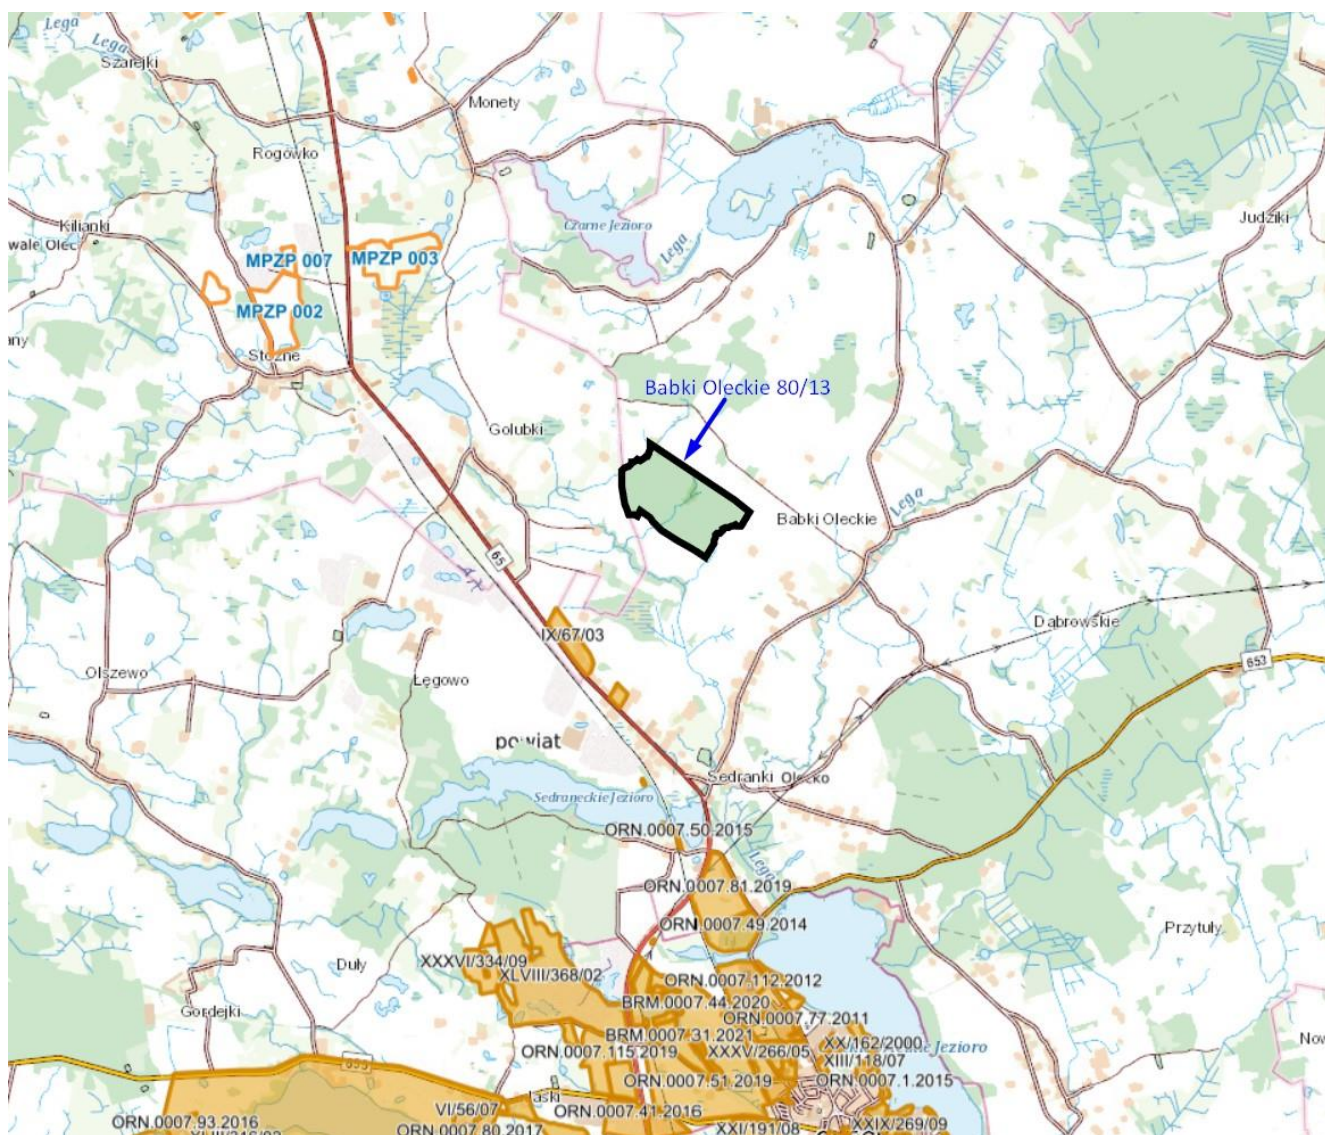 Lega
Lega
Szarejki
Monety
Rogówko
Kilianki
wale Olec
Czarne Jezioro
Judziki
MPZP 007
MPZP 003
Lega
MPZP 002
any
Stożne
Babki Oleckie 80/13
Golubki
Lega
Babki Oleckie
65
IX/67/03
Dąbrowskie
653
Olszewo
Łęgowo
powiat
Sedranki
Olecko
Sedraneckie Jezioro
ORN.0007.50.2015
Lega
ORN.0007.81.2019
ORN.0007.49.2014
Przytuły
XXXVI/334/09
Duły
XLVIII/368/02
ORN.0007.112.2012
BRM.0007.44.2020
Gordejki
ORN.0007.77.2011
BRM.0007.31.2021
XX/162/2000
Now
ORN.0007.115.2019
XXXV/266/05
Jezioro
XIII/118/07
ORN.0007.51.2019
ORN.0007.1.2015
jaśki
VI/56/07
ORN.0007.41.2016
ORN.0007.93.2016
ORN.0007.80.2017
XXI/191/08
XXIX/269/09